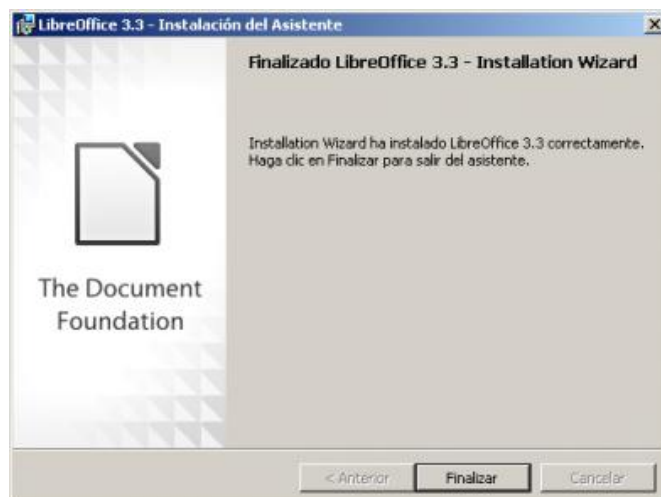 LibreOffice 3.3 - Instalación del Asistente
Finalizado LibreOffice 3.3 - Installation Wizard
Installation Wizard ha instalado LibreOffice 3.3 correctamente.
Haga clic en Finalizar para salir del asistente.
The Document
Foundation
< Anterior
Finalizar
Cancelar